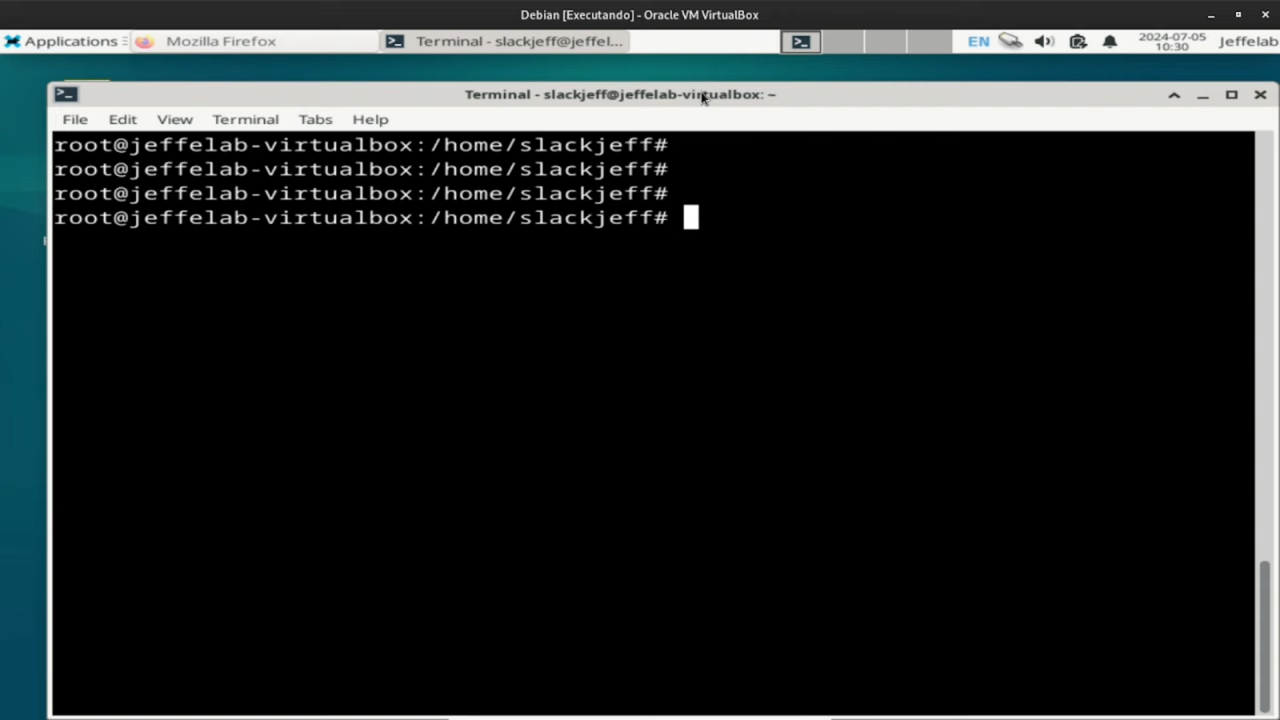 Debian [Executando] - Oracle VM VirtualBox
Applications Mozilla Firefox Terminal - slackjeff@jeffel... EN 2024-07-05 10:30 Jeffelab
Terminal - slackjeff@jeffelab-virtualbox: ~
File Edit View Terminal Tabs Help
root@jeffelab-virtualbox:/home/slackjeff#
root@jeffelab-virtualbox:/home/slackjeff#
root@jeffelab-virtualbox:/home/slackjeff#
root@jeffelab-virtualbox:/home/slackjeff#